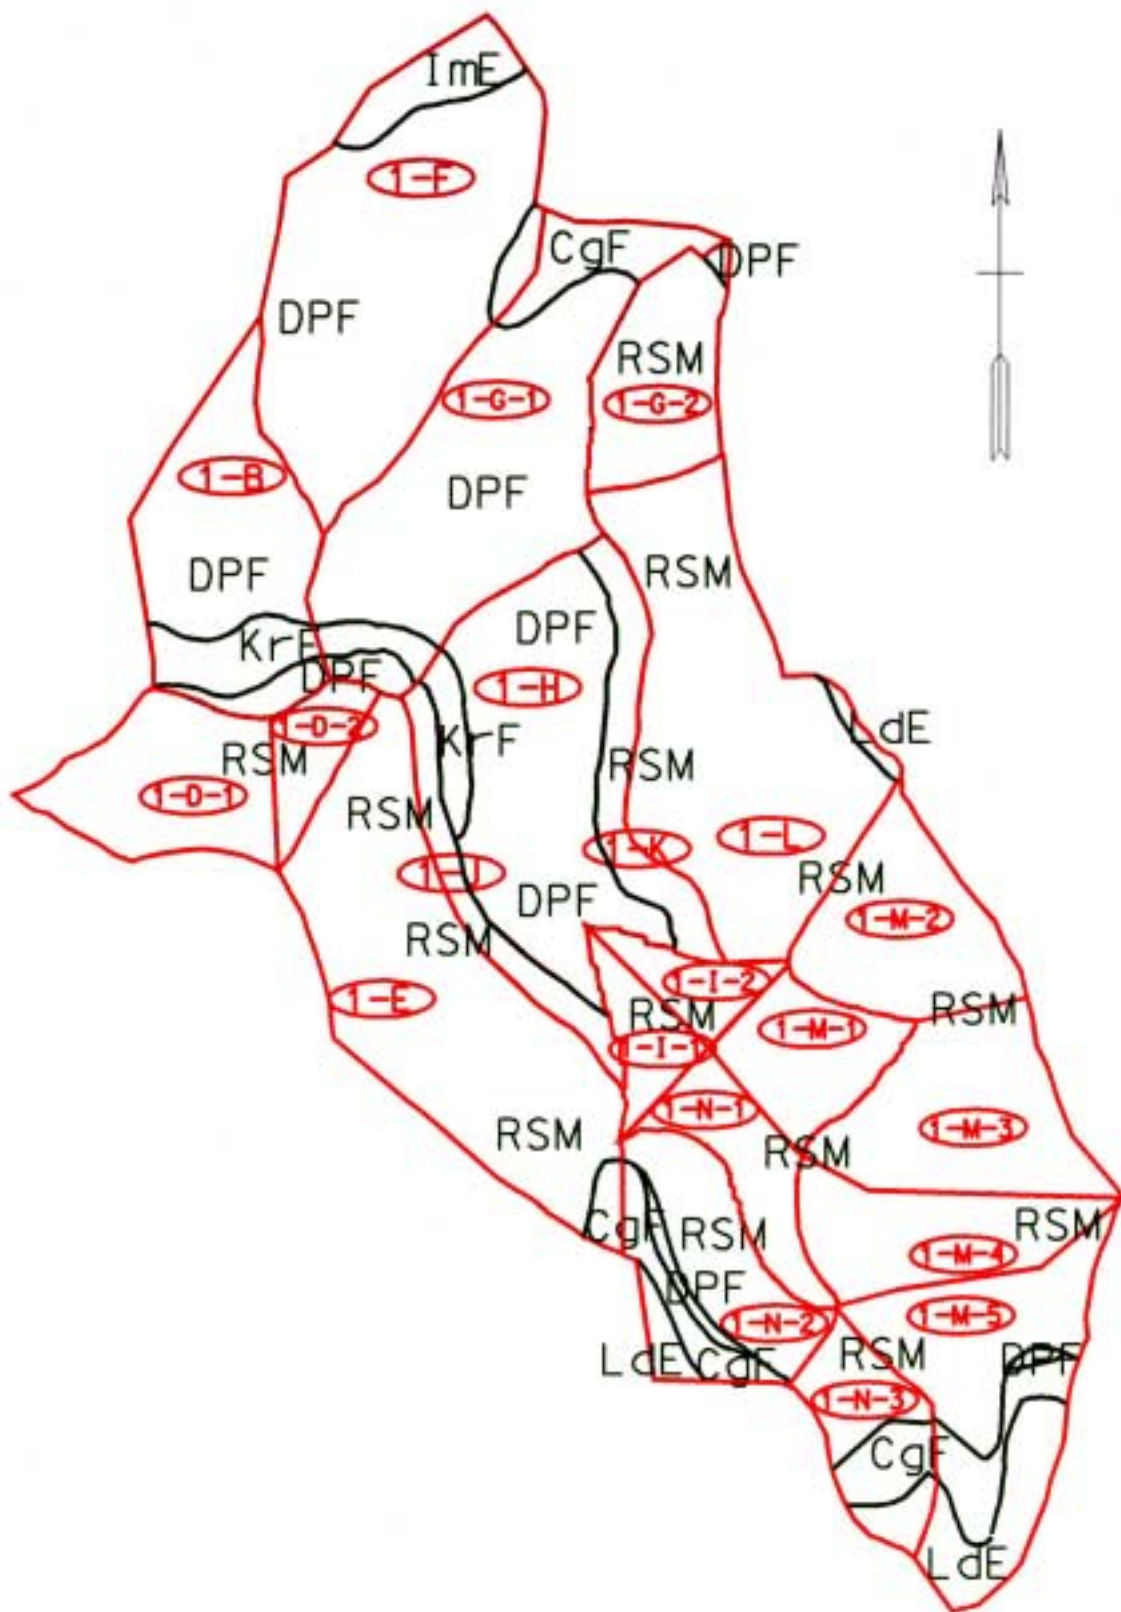 ImE
1-F
CgF
DPF
DPF
RSM
1-G-1
1-G-2
1-B
DPF
RSM
DPF
DPF
KrF
DPF
1-H
1-D-2
LdE
KrF
RSM
RSM
1-D-1
RSM
1-K
1-L
1-J
RSM
DPF
1-M-2
RSM
1-I-2
1-E
RSM
RSM
1-M-1
1-I-1
1-N-1
1-M-3
RSM
RSM
CgF
RSM
RSM
1-M-4
DPF
1-N-2
1-M-5
LdE
CgF
RSM
DPF
1-N-3
CgF
LdE